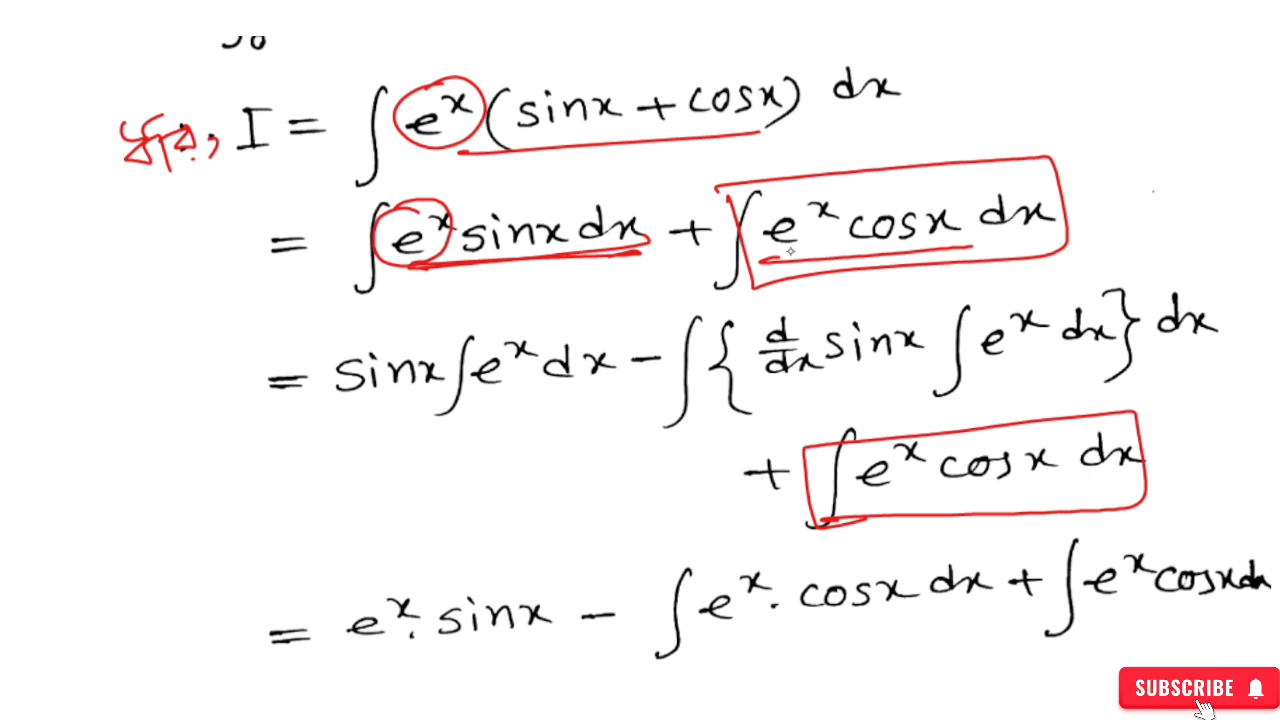 ধরি, I = ∫ eˣ (sinx + cosx) dx
= ∫ eˣ sinx dx + ∫ eˣ cosx dx
= sinx ∫ eˣ dx − ∫ { d/dx sinx ∫ eˣ dx } dx
+ ∫ eˣ cosx dx
= eˣ. sinx − ∫ eˣ. cosx dx + ∫ eˣ cosx dx
SUBSCRIBE